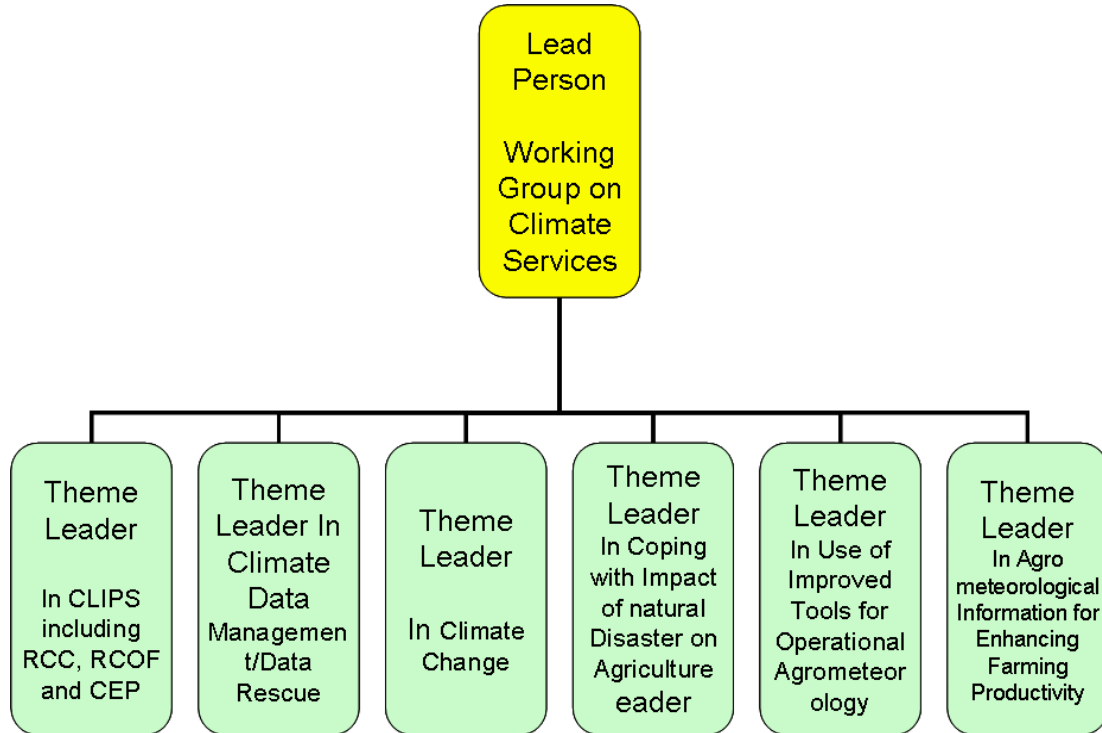 Lead
Person
Working
Group on
Climate
Services
Theme
Leader
In CLIPS
including
RCC, RCOF
and CEP
Theme
Leader In
Climate
Data
Managemen
t/Data
Rescue
Theme
Leader
In Climate
Change
Theme
Leader
In Coping
with Impact
of natural
Disaster on
Agriculture
eader
Theme
Leader
In Use of
Improved
Tools for
Operational
Agrometeor
ology
Theme
Leader
In Agro
meteorological
Information for
Enhancing
Farming
Productivity